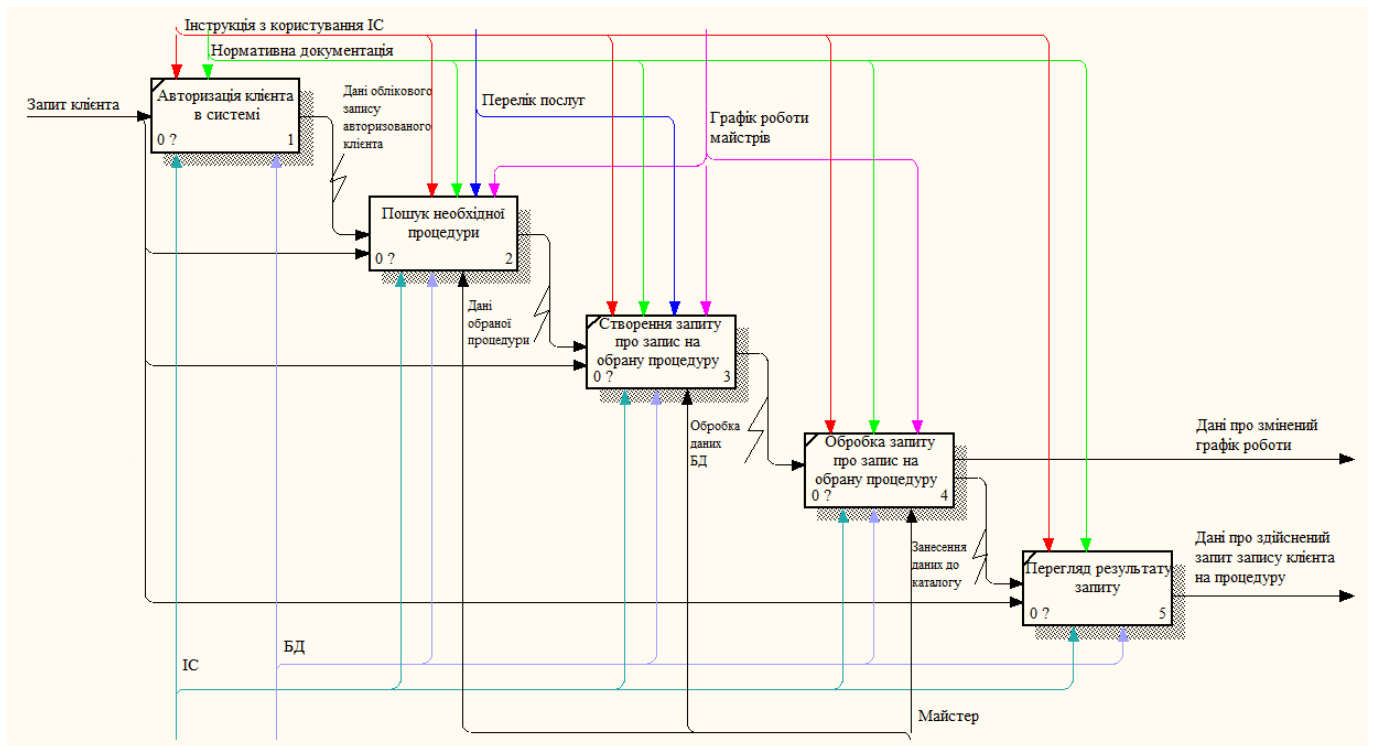 Інструкція з користування ІС
Нормативна документація
Запит клієнта
Авторизація клієнта
в системі
0 ?
1
Дані облікового
запису
авторизованого
клієнта
Перелік послуг
Графік роботи
майстрів
Пошук необхідної
процедури
0 ?
2
Дані
обраної
процедури
Створення запиту
про запис на
обрану процедуру
0 ?
3
Обробка
даних
БД
Обробка запиту
про запис на
обрану процедуру
0 ?
4
Дані про змінений
графік роботи
Занесення
даних до
каталогу
Перегляд результату
запиту
0 ?
5
Дані про здійснений
запит запису клієнта
на процедуру
БД
ІС
Майстер